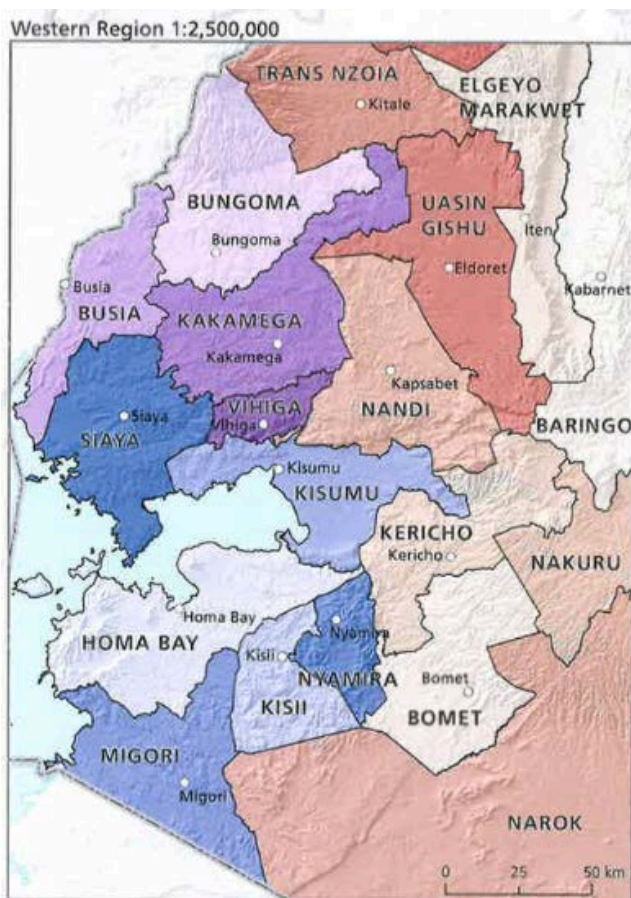 Western Region 1:2,500,000
TRANS NZOIA
Kitale
ELGEYO
MARAKWET
BUNGOMA
Bungoma
UASIN
GISHU
Iten
Eldoret
Kabarnet
Busia
BUSIA
KAKAMEGA
Kakamega
Kapsabet
NANDI
VIHIGA
Vihiga
Siaya
SIAYA
BARINGO
Kisumu
KISUMU
KERICHO
Kericho
NAKURU
Homa Bay
HOMA BAY
Nyamira
NYAMIRA
Kisii
KISII
Bomet
BOMET
MIGORI
Migori
NAROK
0 25 50 km